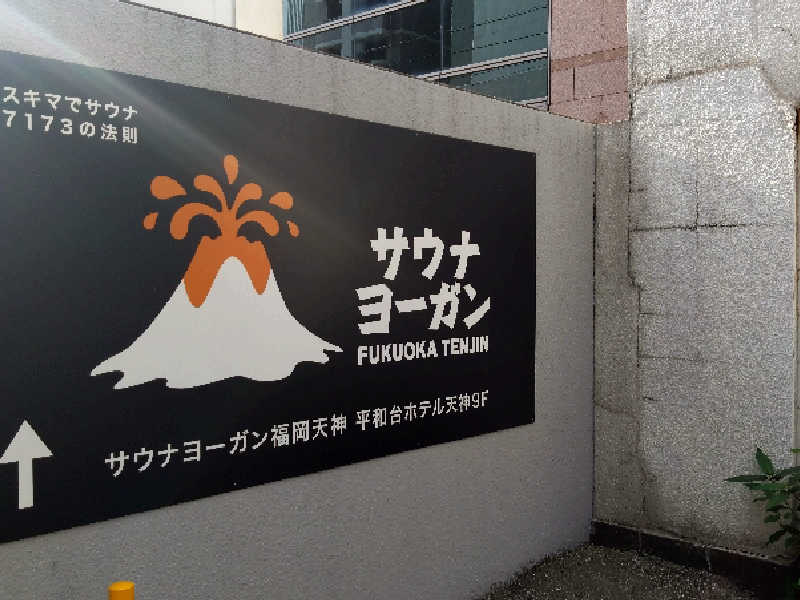 スキマでサウナ
7173の法則
サウナ
ヨーガン
FUKUOKA TENJIN
サウナヨーガン福岡天神 平和台ホテル天神9F